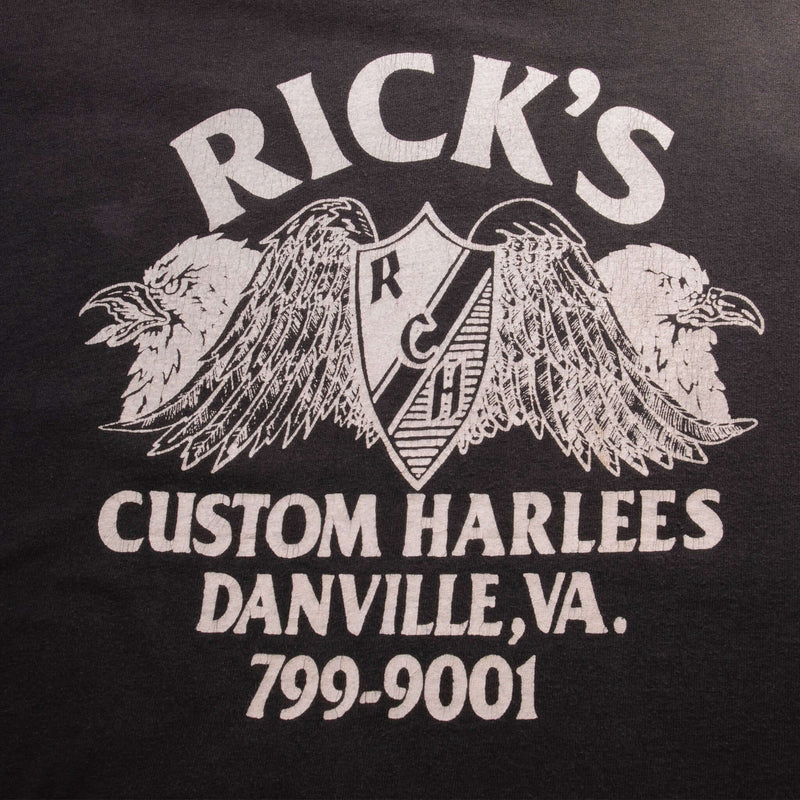 RICK'S
R
C
H
CUSTOM HARLEES
DANVILLE, VA.
799-9001